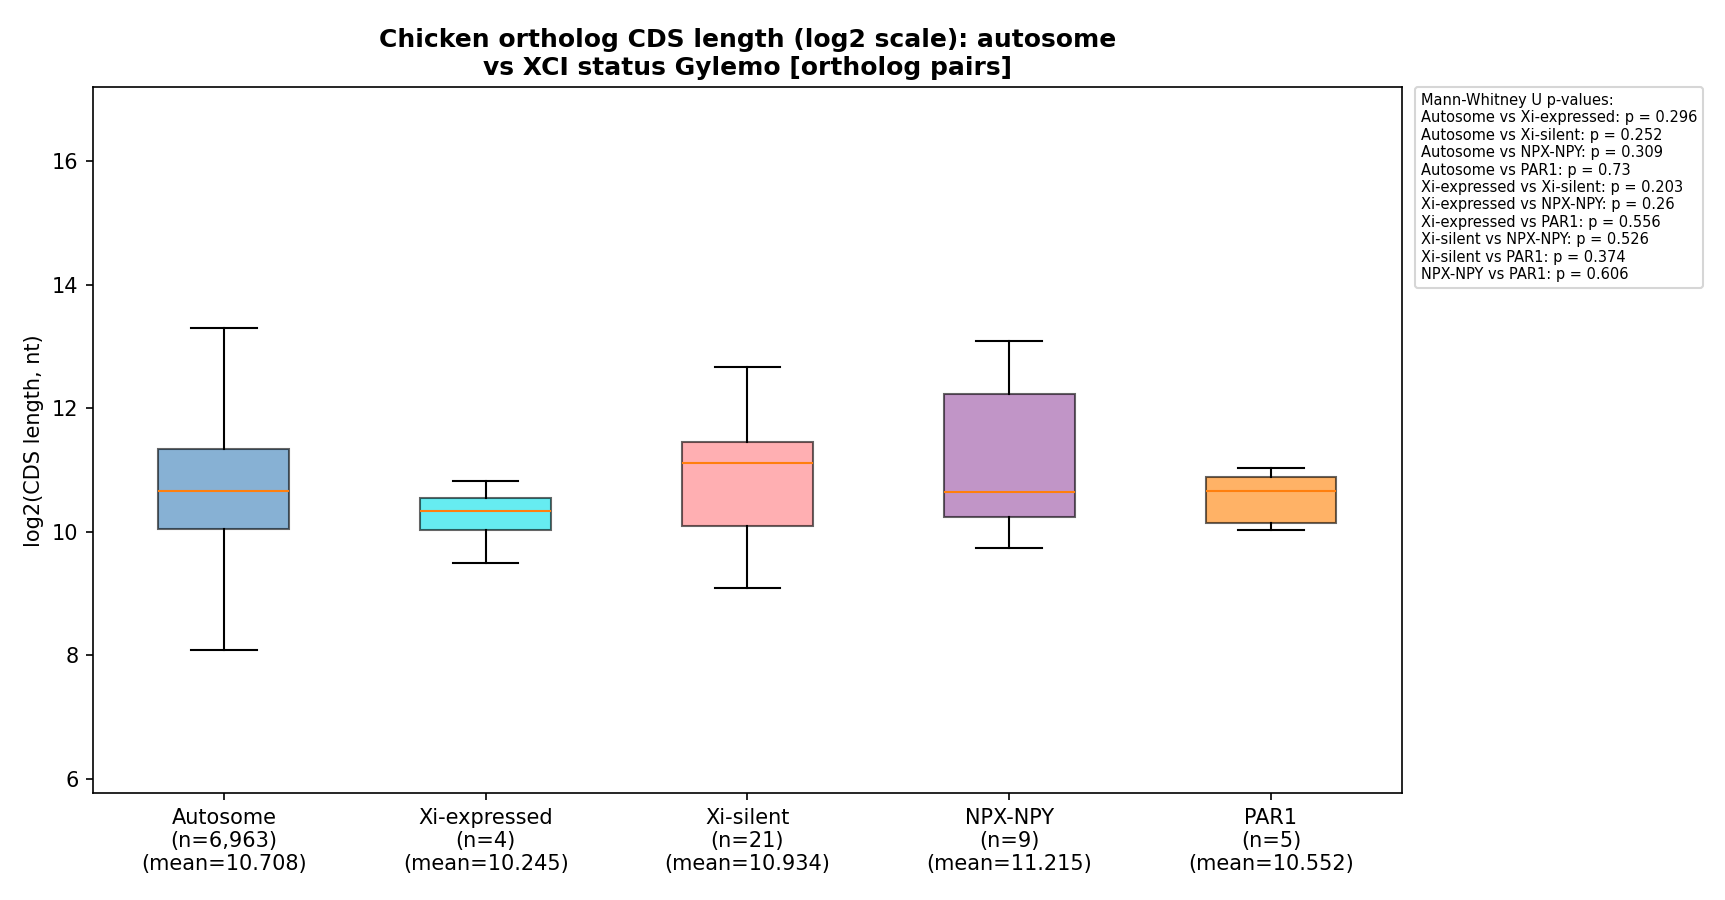 Chicken ortholog CDS length (log2 scale): autosome
vs XCI status Gylemo [ortholog pairs]
Mann-Whitney U p-values:
Autosome vs Xi-expressed: p = 0.296
Autosome vs Xi-silent: p = 0.252
Autosome vs NPX-NPY: p = 0.309
Autosome vs PAR1: p = 0.73
Xi-expressed vs Xi-silent: p = 0.203
Xi-expressed vs NPX-NPY: p = 0.26
Xi-expressed vs PAR1: p = 0.556
Xi-silent vs NPX-NPY: p = 0.526
Xi-silent vs PAR1: p = 0.374
NPX-NPY vs PAR1: p = 0.606
log2(CDS length, nt)
16
14
12
10
8
6
Autosome
(n=6,963)
(mean=10.708)
Xi-expressed
(n=4)
(mean=10.245)
Xi-silent
(n=21)
(mean=10.934)
NPX-NPY
(n=9)
(mean=11.215)
PAR1
(n=5)
(mean=10.552)